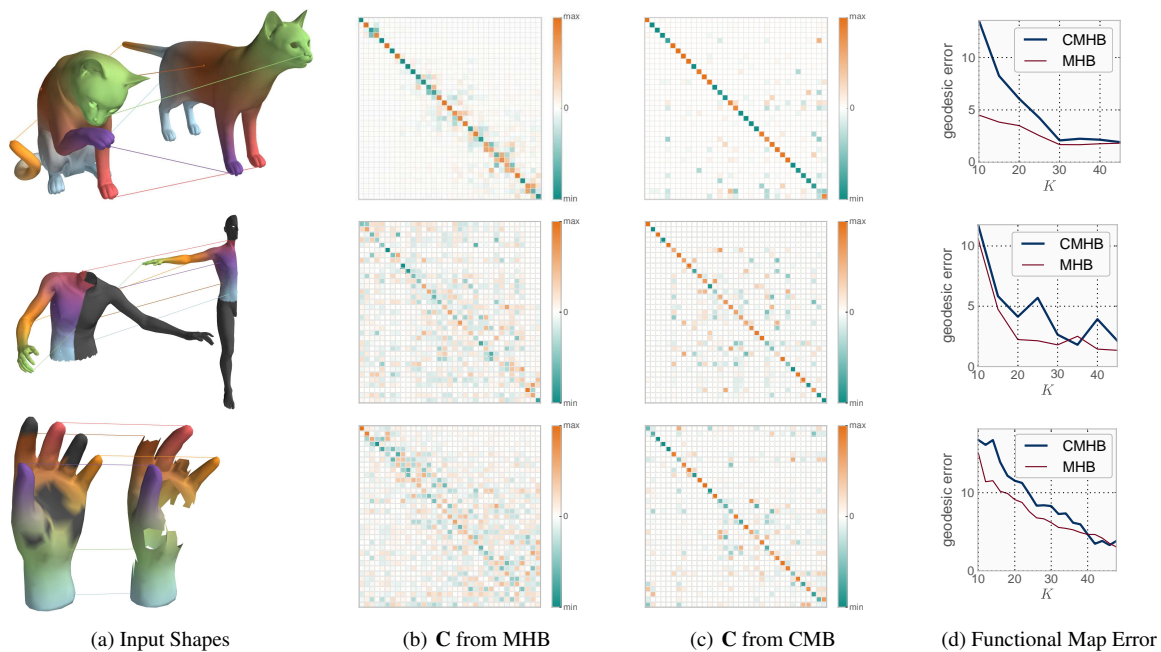 max
0
min
max
0
min
CMHB
MHB
geodesic error
10
5
0
10 20 30 40
K
max
0
min
max
0
min
CMHB
MHB
geodesic error
10
5
0
10 20 30 40
K
max
0
min
max
0
min
CMHB
MHB
geodesic error
10
0
10 20 30 40
K
(a) Input Shapes
(b) C from MHB
(c) C from CMB
(d) Functional Map Error